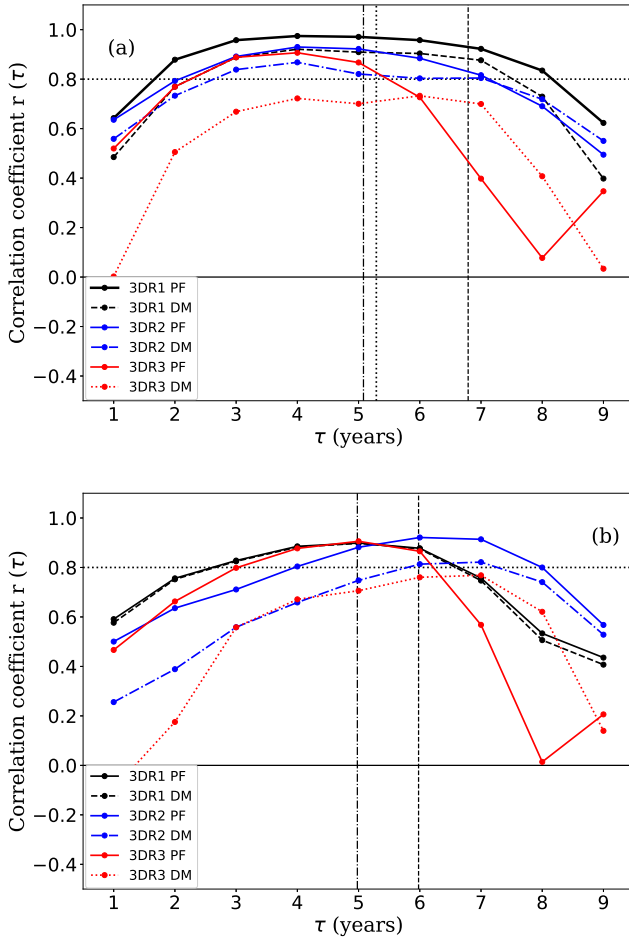 (a)
Correlation coefficient r (τ)
1.0
0.8
0.6
0.4
0.2
0.0
−0.2
−0.4
3DR1 PF
3DR1 DM
3DR2 PF
3DR2 DM
3DR3 PF
3DR3 DM
1 2 3 4 5 6 7 8 9
τ (years)
(b)
Correlation coefficient r (τ)
1.0
0.8
0.6
0.4
0.2
0.0
−0.2
−0.4
3DR1 PF
3DR1 DM
3DR2 PF
3DR2 DM
3DR3 PF
3DR3 DM
1 2 3 4 5 6 7 8 9
τ (years)